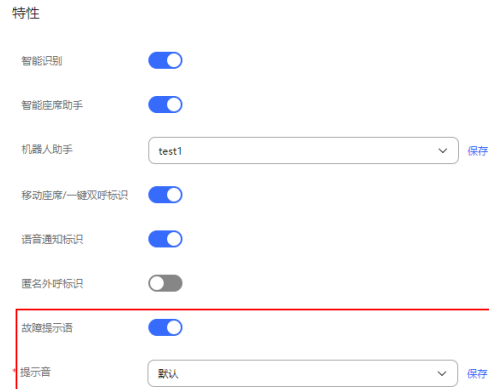 特性
智能识别
智能座席助手
机器人助手 test1 保存
移动座席/一键双呼标识
语音通知标识
匿名外呼标识
故障提示语
* 提示音 默认 保存